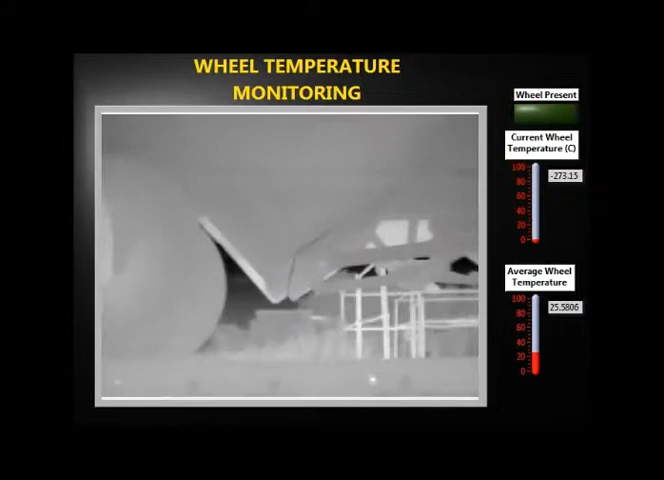 WHEEL TEMPERATURE
MONITORING
Wheel Present
Current Wheel
Temperature (C)
100
80
60
40
20
0
-273.15
Average Wheel
Temperature
100
80
60
40
20
0
25.5806